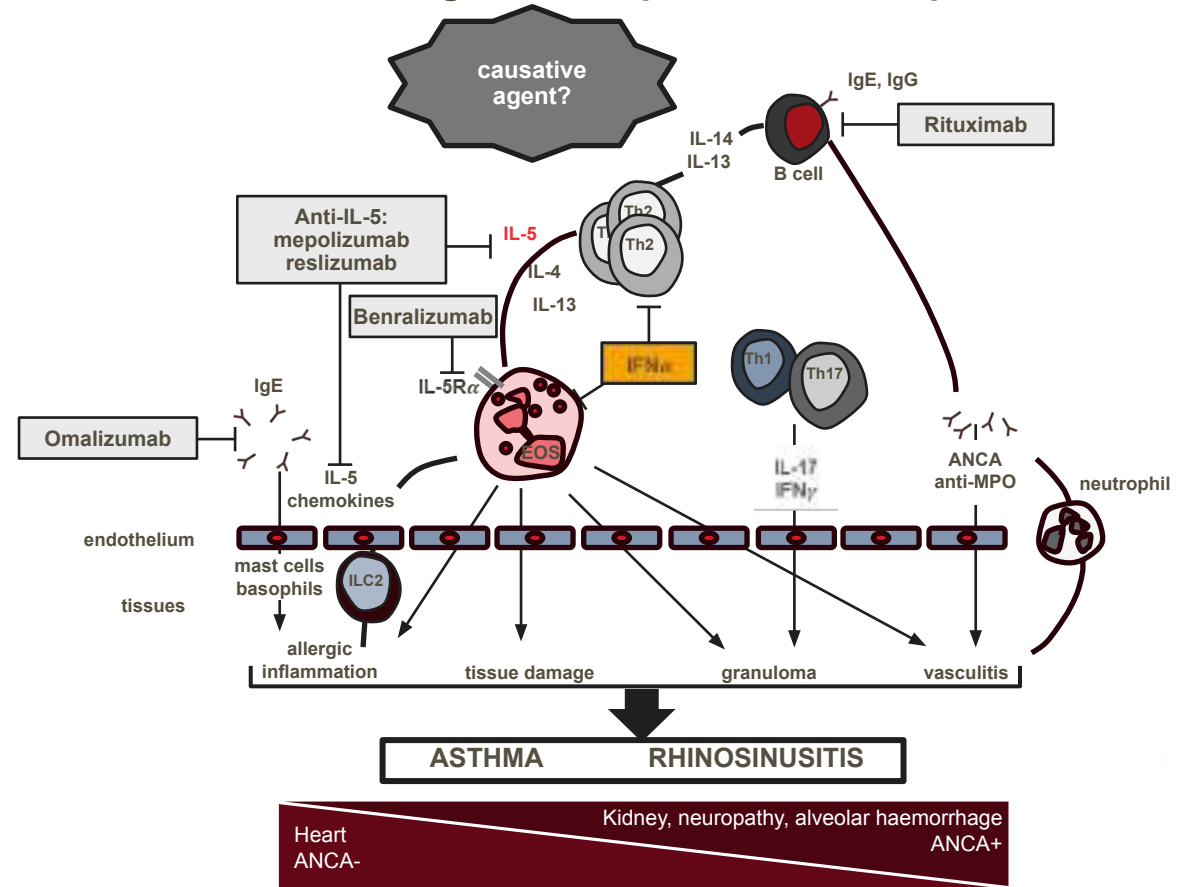 causative
agent?
IgE, IgG
Rituximab
IL-14
IL-13
B cell
Anti-IL-5:
mepolizumab
reslizumab
IL-5
Th2
Th2
IL-4
IL-13
Benralizumab
IFNα
Th1
Th17
IL-5Rα
IgE
Omalizumab
EOS
IL-5
chemokines
IL-17
IFNγ
ANCA
anti-MPO
neutrophil
endothelium
mast cells
basophils
ILC2
tissues
allergic
inflammation
tissue damage
granuloma
vasculitis
ASTHMA RHINOSINUSITIS
Kidney, neuropathy, alveolar haemorrhage
ANCA+
Heart
ANCA-